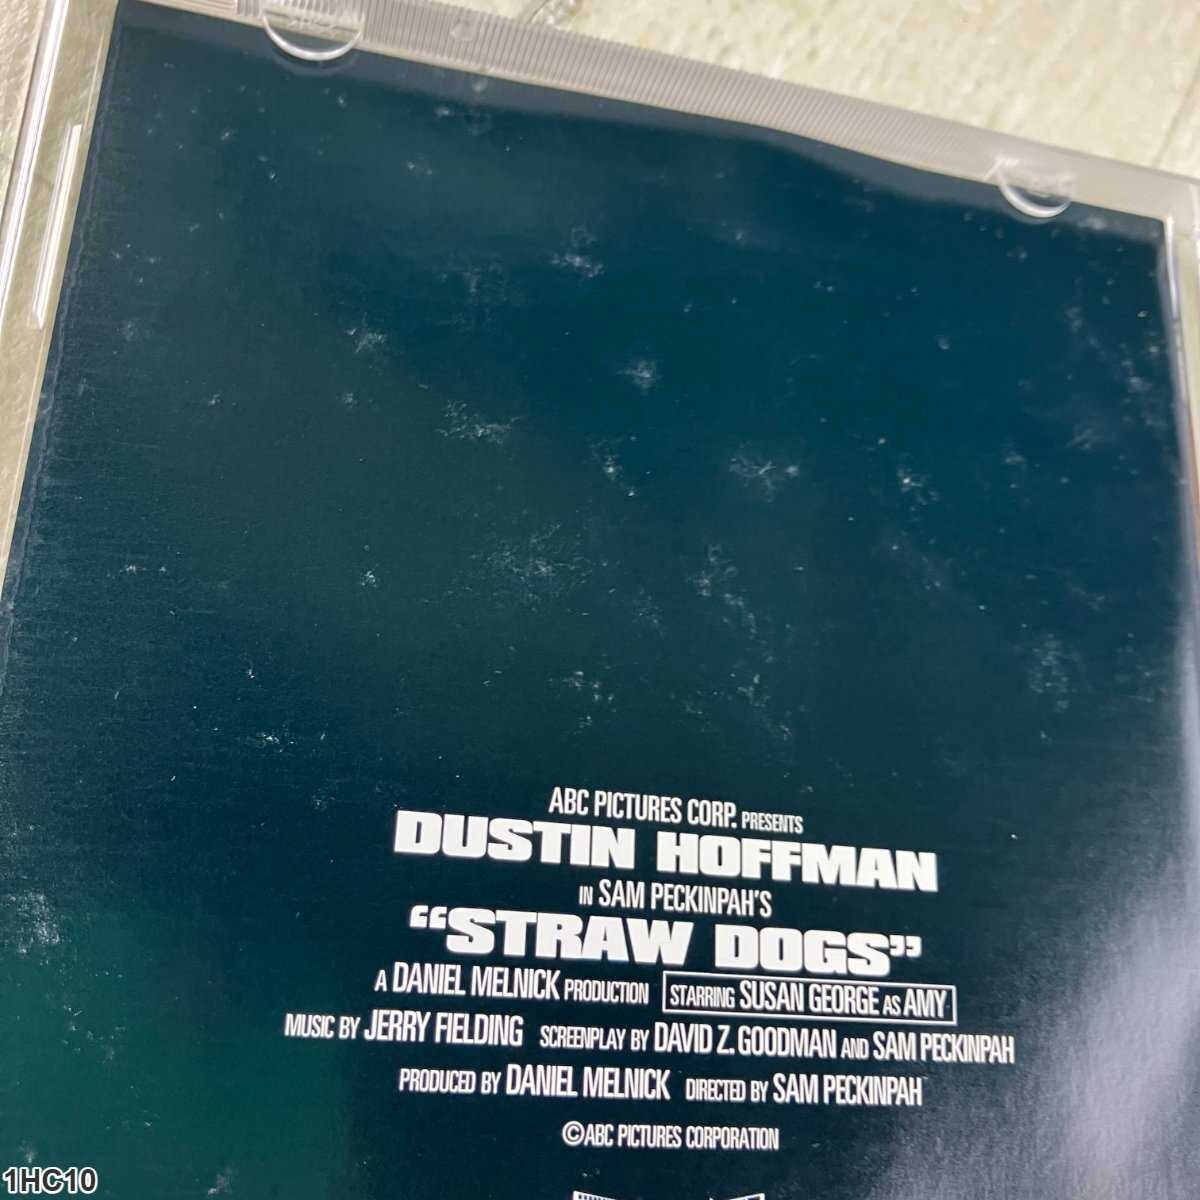 ABC PICTURES CORP. PRESENTS
DUSTIN HOFFMAN
IN SAM PECKINPAH'S
“STRAW DOGS”
A DANIEL MELNICK PRODUCTION STARRING SUSAN GEORGE AS AMY
MUSIC BY JERRY FIELDING SCREENPLAY BY DAVID Z. GOODMAN AND SAM PECKINPAH
PRODUCED BY DANIEL MELNICK DIRECTED BY SAM PECKINPAH
©ABC PICTURES CORPORATION
1HC10